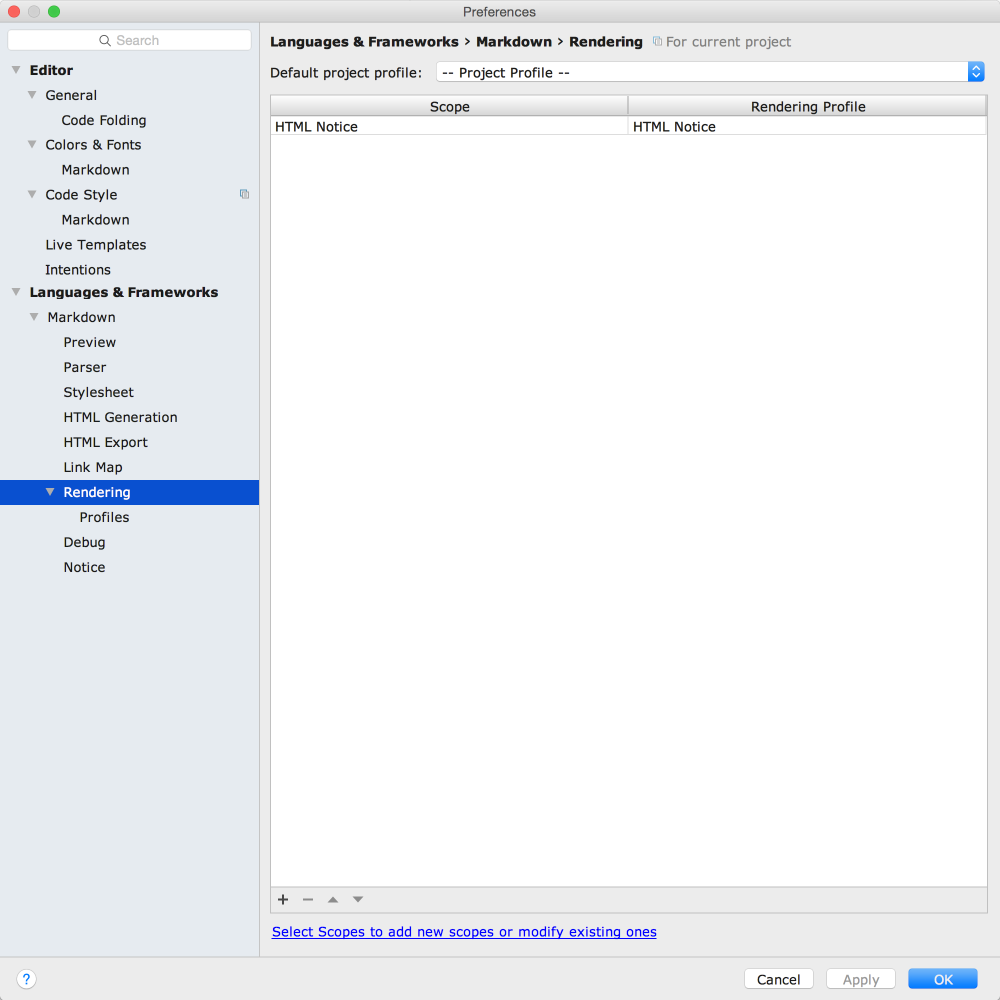 Preferences
Search
Languages & Frameworks › Markdown › Rendering For current project
Default project profile: -- Project Profile --
Editor
General
Code Folding
Colors & Fonts
Markdown
Code Style
Markdown
Live Templates
Intentions
Languages & Frameworks
Markdown
Preview
Parser
Stylesheet
HTML Generation
HTML Export
Link Map
Rendering
Profiles
Debug
Notice
Scope Rendering Profile
HTML Notice HTML Notice
Select Scopes to add new scopes or modify existing ones
? Cancel Apply OK